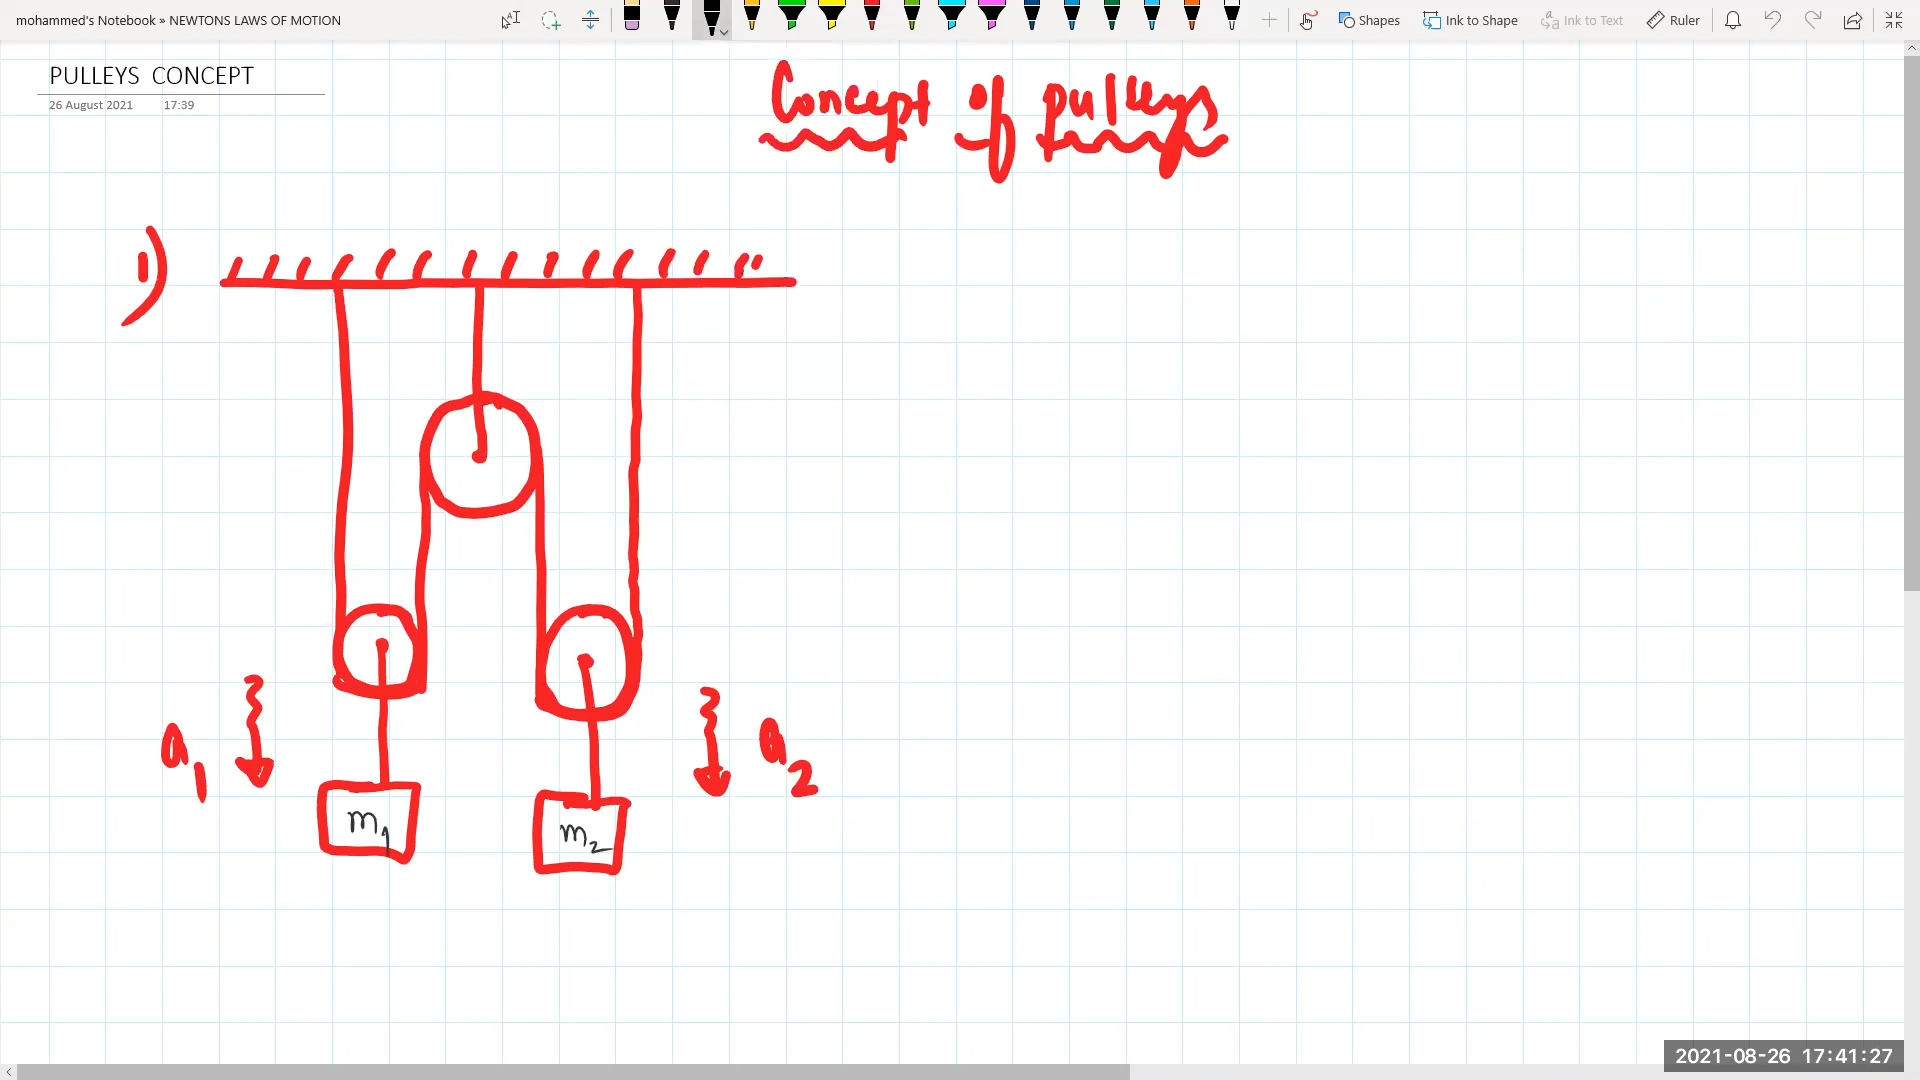 mohammed's Notebook » NEWTONS LAWS OF MOTION
Shapes
Ink to Shape
Ink to Text
Ruler
PULLEYS CONCEPT
26 August 2021 17:39
Concept of pulleys
1)
a1
a2
m1
m2
2021-08-26 17:41:27